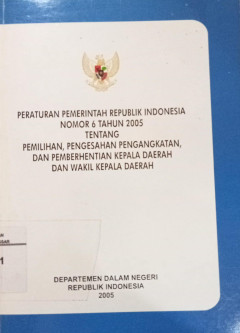 PERATURAN PEMERINTAH REPUBLIK INDONESIA
NOMOR 6 TAHUN 2005
TENTANG
PEMILIHAN, PENGESAHAN PENGANGKATAN,
DAN PEMBERHENTIAN KEPALA DAERAH
DAN WAKIL KEPALA DAERAH
1
DEPARTEMEN DALAM NEGERI
REPUBLIK INDONESIA
2005